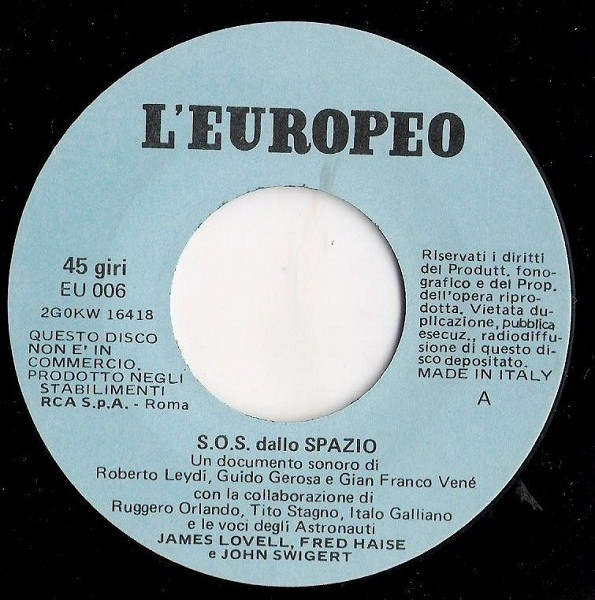 L'EUROPEO
45 giri
EU 006
2G0KW 16418
QUESTO DISCO
NON E' IN
COMMERCIO,
PRODOTTO NEGLI
STABILIMENTI
RCA S.p.A. - Roma
Riservati i diritti
del Produtt. fono-
grafico e del Prop.
dell'opera ripro-
dotta. Vietata du-
plicazione, pubblica
esecuz., radiodiffu-
sione di questo di-
sco depositato.
MADE IN ITALY
A
S.O.S. dallo SPAZIO
Un documento sonoro di
Roberto Leydi, Guido Gerosa e Gian Franco Vené
con la collaborazione di
Ruggero Orlando, Tito Stagno, Italo Galliano
e le voci degli Astronauti
JAMES LOVELL, FRED HAISE
e JOHN SWIGERT